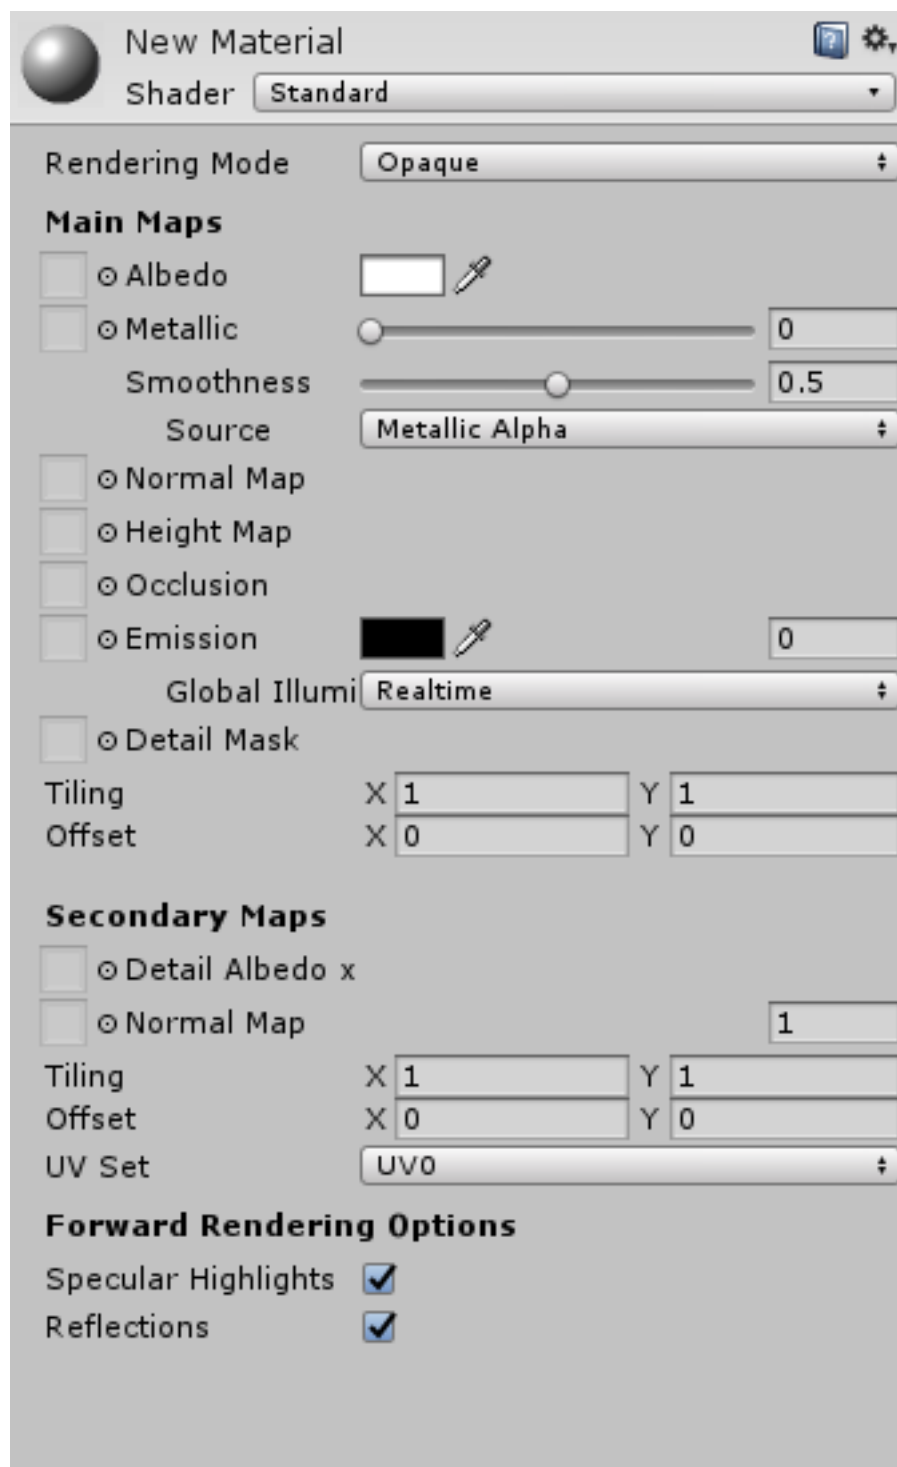 New Material
Shader Standard
Rendering Mode Opaque
Main Maps
Albedo
Metallic 0
Smoothness 0.5
Source Metallic Alpha
Normal Map
Height Map
Occlusion
Emission 0
Global Illumi Realtime
Detail Mask
Tiling X 1 Y 1
Offset X 0 Y 0
Secondary Maps
Detail Albedo x
Normal Map 1
Tiling X 1 Y 1
Offset X 0 Y 0
UV Set UV0
Forward Rendering Options
Specular Highlights
Reflections